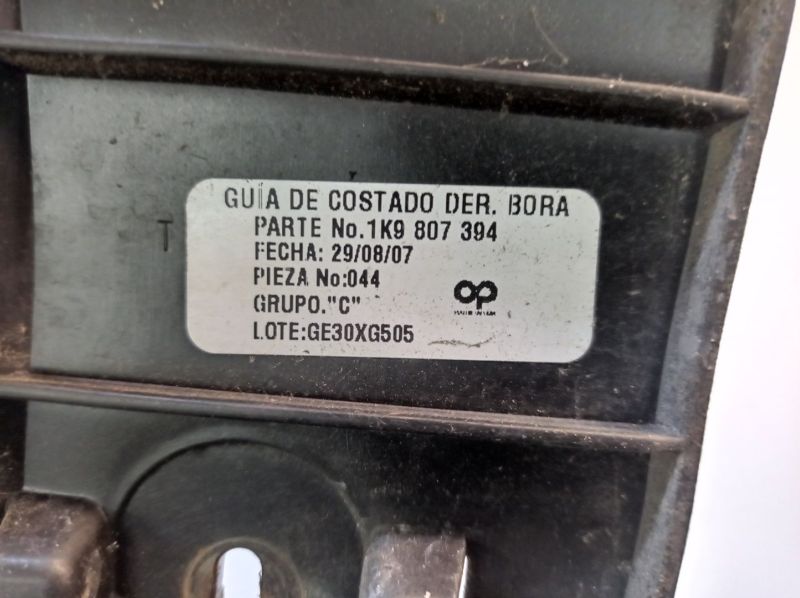 GUÍA DE COSTADO DER. BORA
T
PARTE No.1K9 807 394
FECHA: 29/08/07
PIEZA No:044
GRUPO."C"
op
LOTE:GE30XG505